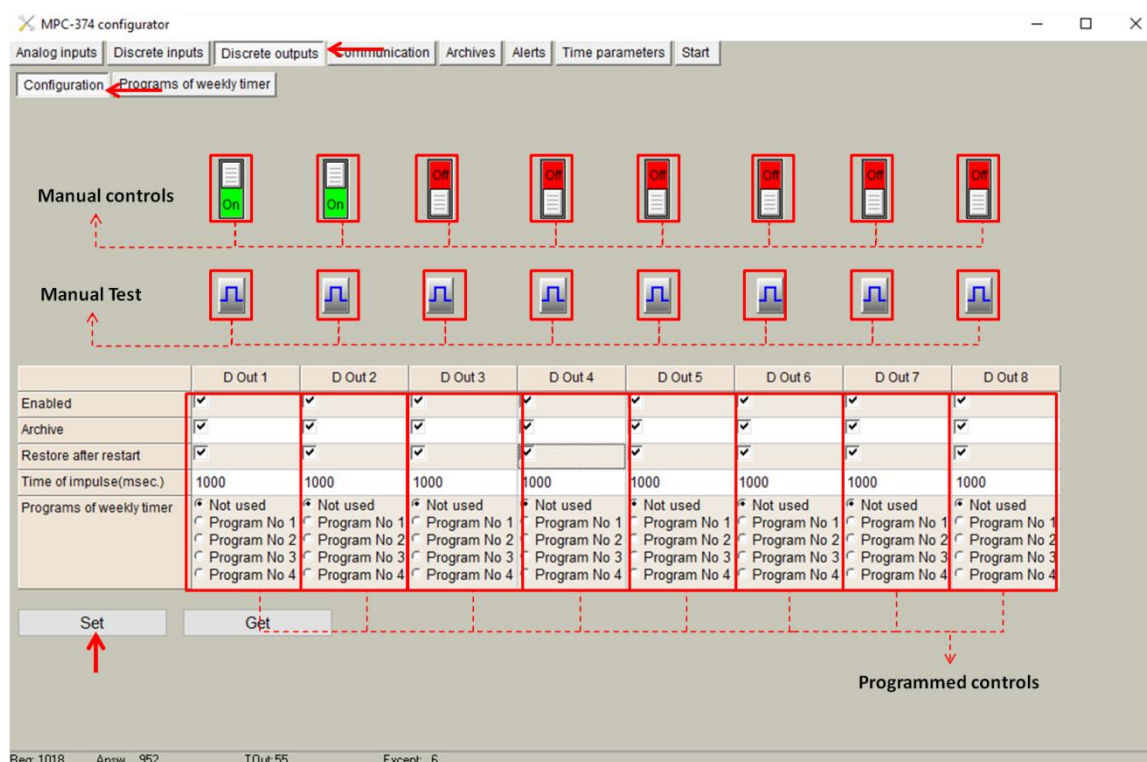 MPC-374 configurator
Analog inputs Discrete inputs Discrete outputs Communication Archives Alerts Time parameters Start
Configuration Programs of weekly timer
Manual controls
On On Off Off Off Off Off Off
Manual Test
D Out 1 D Out 2 D Out 3 D Out 4 D Out 5 D Out 6 D Out 7 D Out 8
Enabled
Archive
Restore after restart
Time of impulse(msec.) 1000 1000 1000 1000 1000 1000 1000 1000
Programs of weekly timer Not used Not used Not used Not used Not used Not used Not used Not used
Program No 1 Program No 1 Program No 1 Program No 1 Program No 1 Program No 1 Program No 1 Program No 1
Program No 2 Program No 2 Program No 2 Program No 2 Program No 2 Program No 2 Program No 2 Program No 2
Program No 3 Program No 3 Program No 3 Program No 3 Program No 3 Program No 3 Program No 3 Program No 3
Program No 4 Program No 4 Program No 4 Program No 4 Program No 4 Program No 4 Program No 4 Program No 4
Set Get
Programmed controls
Req: 1018 Answ.: 952 TOut:55 Except.: 6